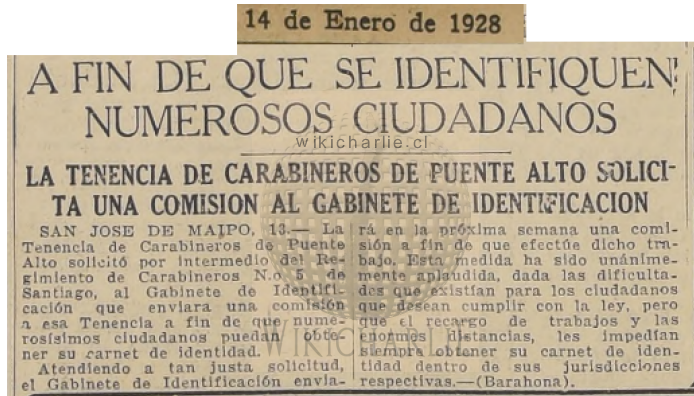 14 de Enero de 1928
A FIN DE QUE SE IDENTIFIQUEN
NUMEROSOS CIUDADANOS
wikicharlie.cl
LA TENENCIA DE CARABINEROS DE PUENTE ALTO SOLICI-
TA UNA COMISION AL GABINETE DE IDENTIFICACION
SAN JOSE DE MAIPO, 13.— La
Tenencia de Carabineros de Puente
Alto solicitó por intermedio del Re-
gimiento de Carabineros N.o 5 de
Santiago, al Gabinete de Identifi-
cación que enviara una comisión
a esa Tenencia a fin de que nume-
rosísimos ciudadanos puedan obte-
ner su carnet de identidad.
Atendiendo a tan justa solicitud,
el Gabinete de Identificación envia-
rá en la próxima semana una comi-
sión a fin de que efectúe dicho tra-
bajo. Esta medida ha sido unánime-
mente aplaudida, dada las dificulta-
des que existían para los ciudadanos
que desean cumplir con la ley, pero
que el recargo de trabajos y las
enormes distancias, les impedían
siempre obtener su carnet de iden-
tidad dentro de sus jurisdicciones
respectivas.—(Barahona).
WIKICHARLIE